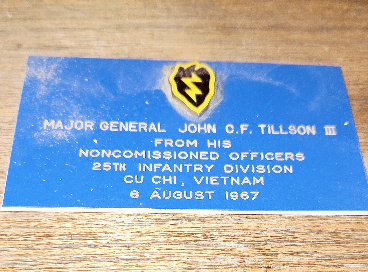 MAJOR GENERAL JOHN C.F. TILLSON III
FROM HIS
NONCOMISSIONED OFFICERS
25TH INFANTRY DIVISION
CU CHI, VIETNAM
6 AUGUST 1967